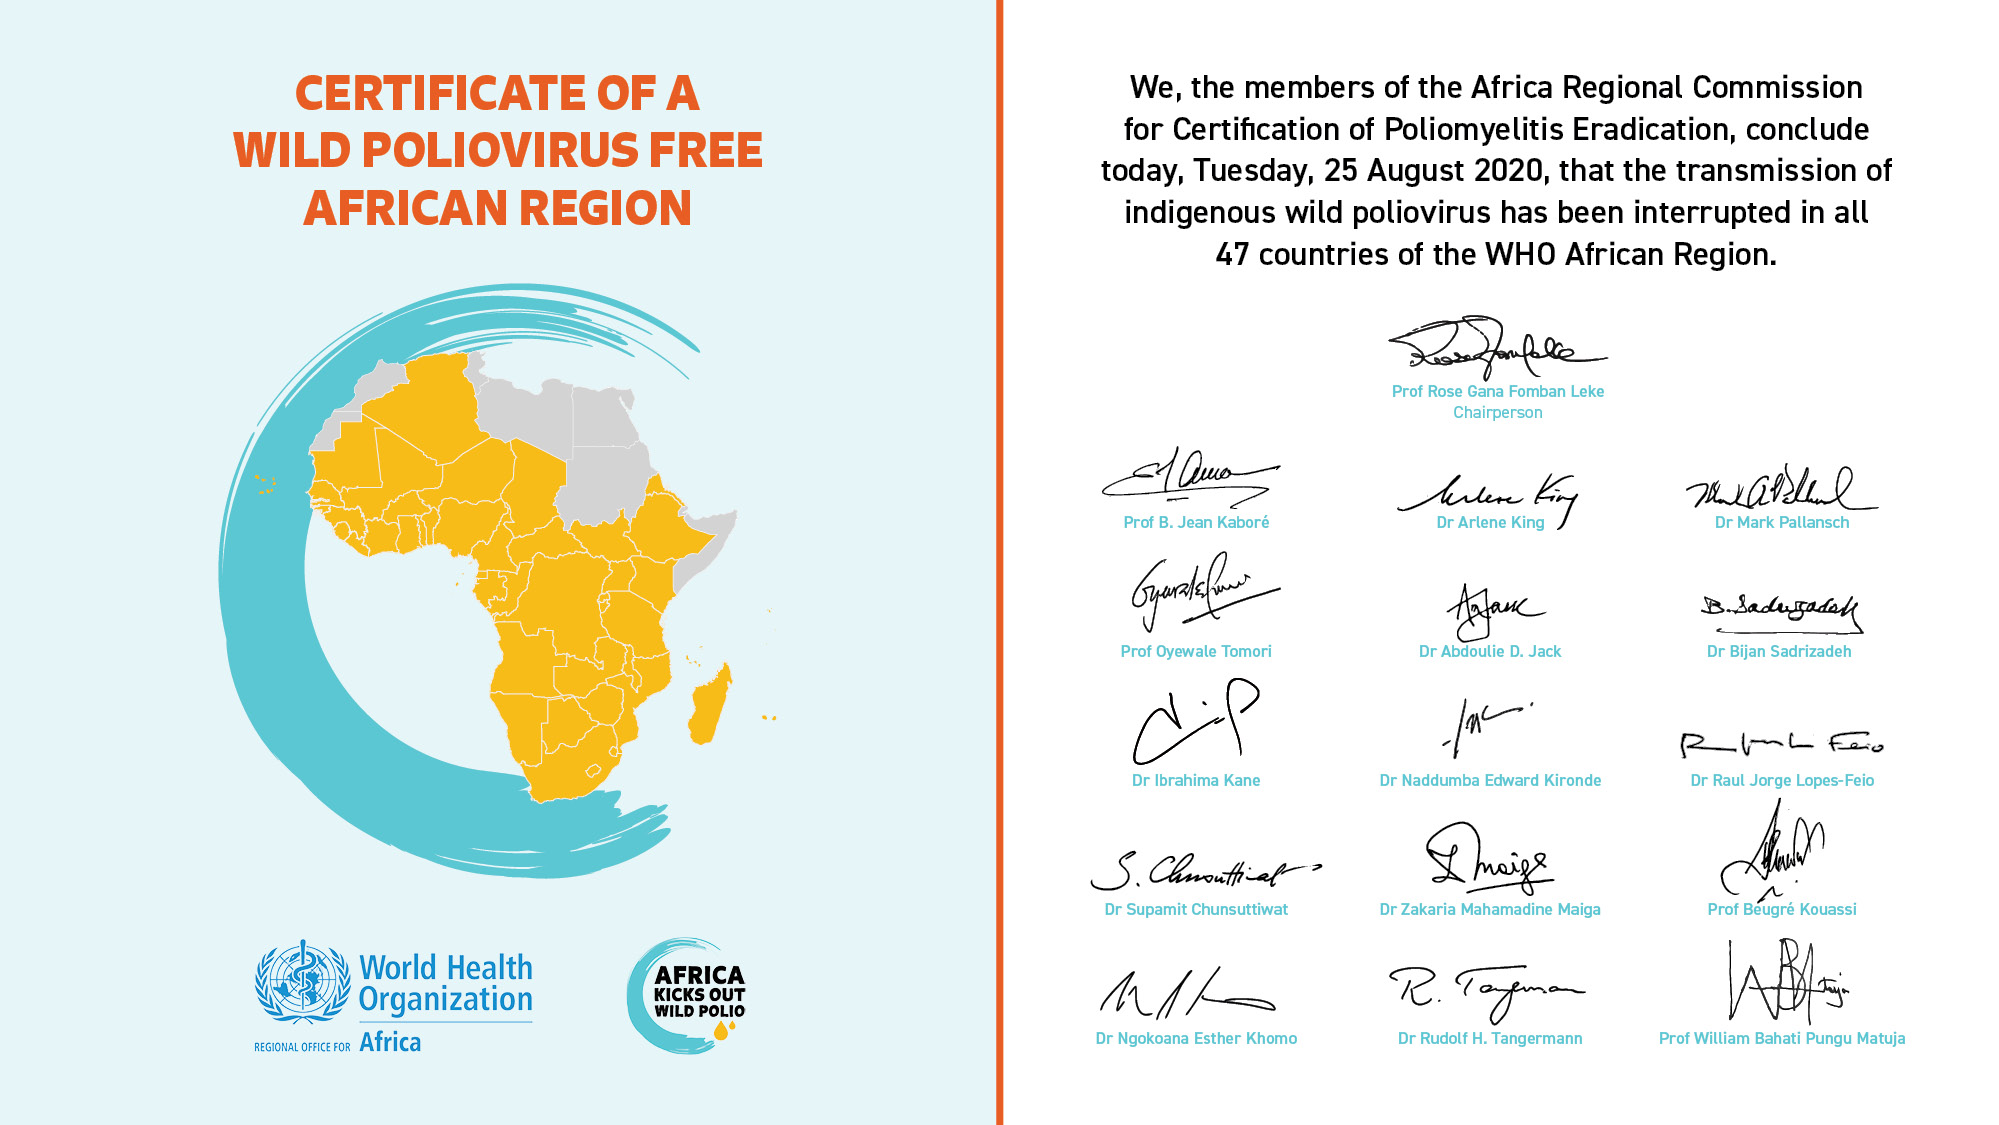 CERTIFICATE OF A
WILD POLIOVIRUS FREE
AFRICAN REGION
World Health
Organization
REGIONAL OFFICE FOR Africa
AFRICA
KICKS OUT
WILD POLIO
We, the members of the Africa Regional Commission
for Certification of Poliomyelitis Eradication, conclude
today, Tuesday, 25 August 2020, that the transmission of
indigenous wild poliovirus has been interrupted in all
47 countries of the WHO African Region.
Prof Rose Gana Fomban Leke
Chairperson
Prof B. Jean Kaboré
Dr Arlene King
Dr Mark Pallansch
Prof Oyewale Tomori
Dr Abdoulie D. Jack
B. Sadrizadeh
Dr Bijan Sadrizadeh
Dr Ibrahima Kane
Dr Naddumba Edward Kironde
Dr Raul Jorge Lopes-Feio
S. Chunsuttiwat
Dr Supamit Chunsuttiwat
Dr Zakaria Mahamadine Maiga
Prof Beugré Kouassi
Dr Ngokoana Esther Khomo
R. Tangermann
Dr Rudolf H. Tangermann
Prof William Bahati Pungu Matuja